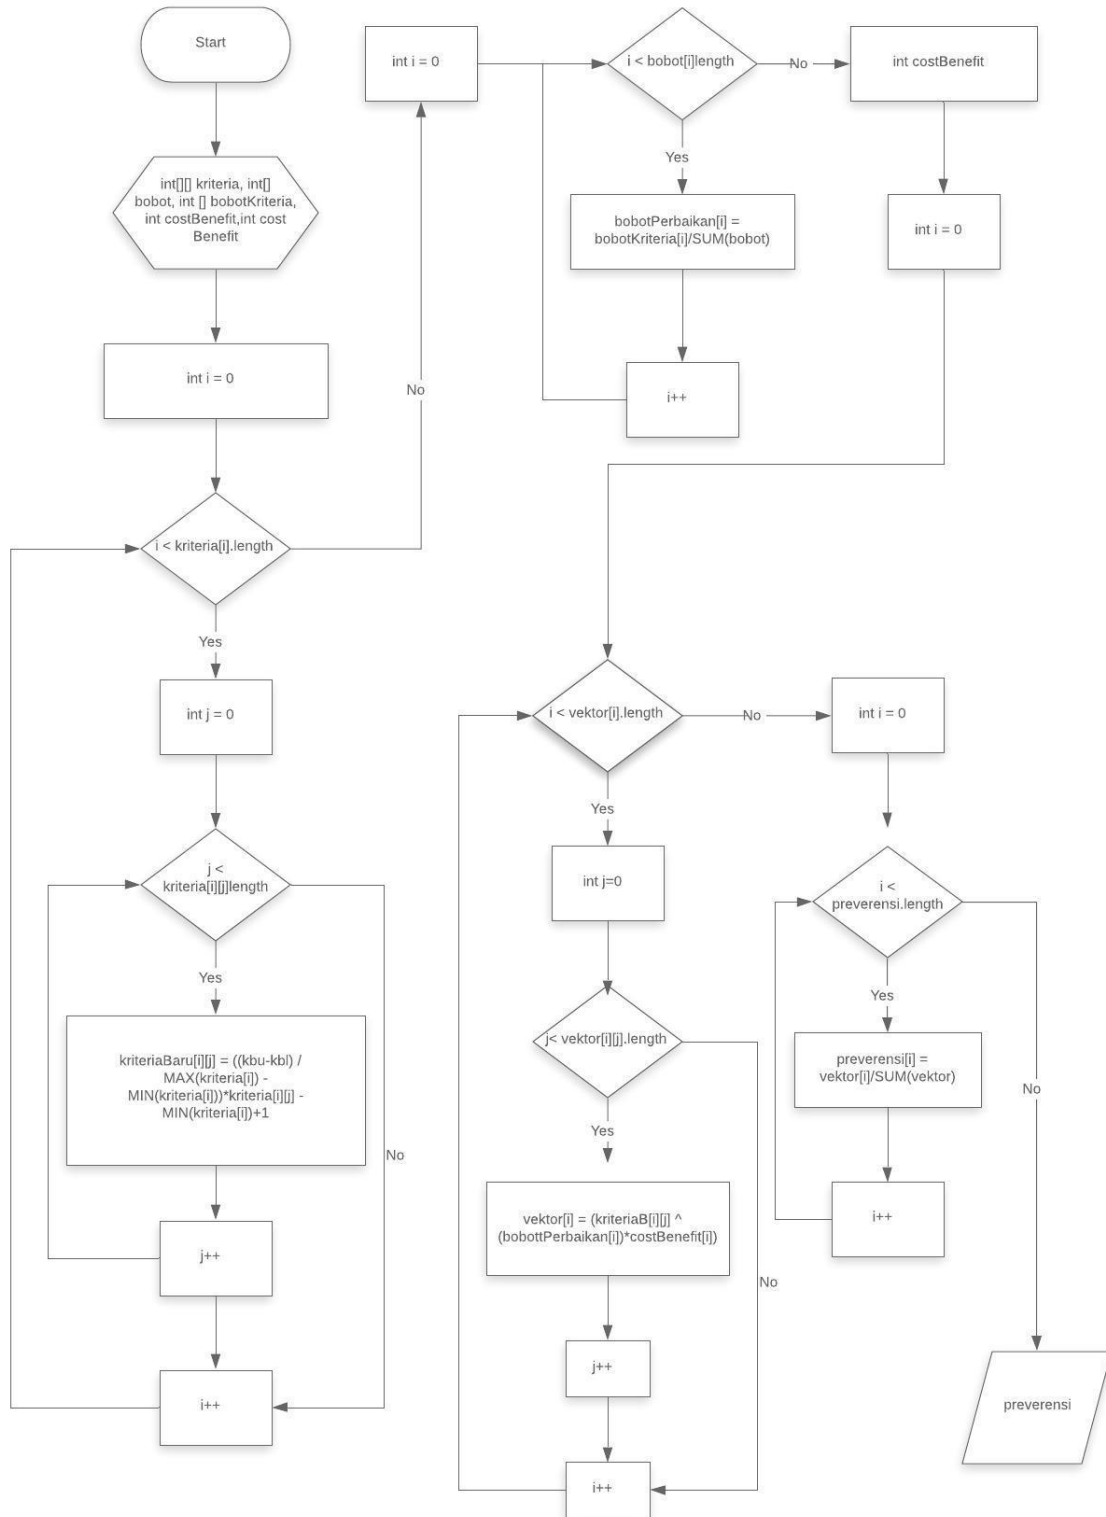 Start
int[][] kriteria, int[]
bobot, int [] bobotKriteria,
int costBenefit,int cost
Benefit
int i = 0
i < kriteria[i].length
Yes
No
int j = 0
j <
kriteria[i][j]length
Yes
No
kriteriaBaru[i][j] = ((kbu-kbl) /
MAX(kriteria[i]) -
MIN(kriteria[i]))*kriteria[i][j] -
MIN(kriteria[i])+1
j++
i++
int i = 0
i < bobot[i]length
No
Yes
bobotPerbaikan[i] =
bobotKriteria[i]/SUM(bobot)
i++
int costBenefit
int i = 0
i < vektor[i].length
No
Yes
int j=0
j< vektor[i][j].length
Yes
No
vektor[i] = (kriteriaB[i][j] ^
(bobottPerbaikan[i])*costBenefit[i])
j++
i++
int i = 0
i <
preverensi.length
Yes
No
preverensi[i] =
vektor[i]/SUM(vektor)
i++
preverensi